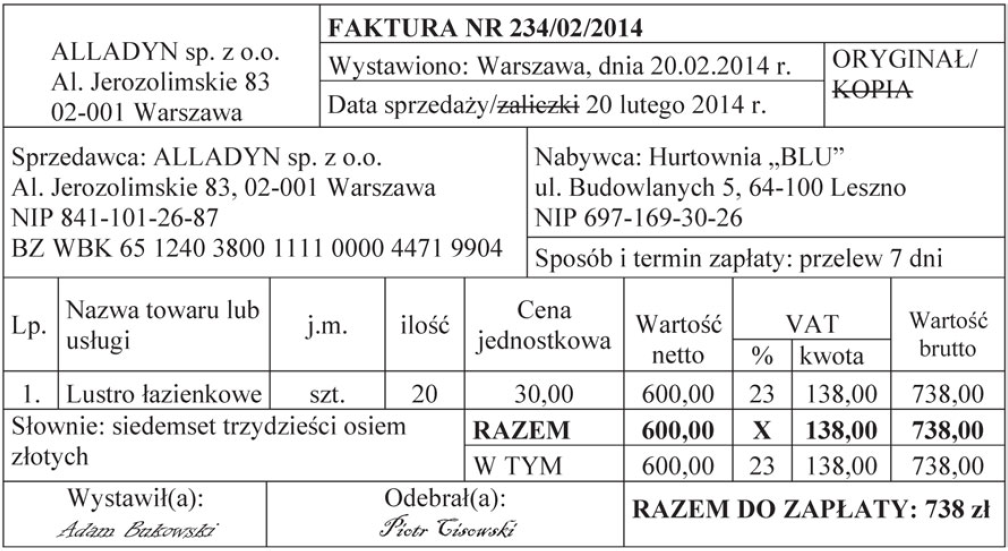 ALLADYN sp. z o.o.
Al. Jerozolimskie 83
02-001 Warszawa
FAKTURA NR 234/02/2014
Wystawiono: Warszawa, dnia 20.02.2014 r.
Data sprzedaży/zaliczki 20 lutego 2014 r.
ORYGINAŁ/
KOPIA
Sprzedawca: ALLADYN sp. z o.o.
Al. Jerozolimskie 83, 02-001 Warszawa
NIP 841-101-26-87
BZ WBK 65 1240 3800 1111 0000 4471 9904
Nabywca: Hurtownia „BLU”
ul. Budowlanych 5, 64-100 Leszno
NIP 697-169-30-26
Sposób i termin zapłaty: przelew 7 dni
Lp. Nazwa towaru lub usługi j.m. ilość Cena jednostkowa Wartość netto VAT % kwota Wartość brutto
1. Lustro łazienkowe szt. 20 30,00 600,00 23 138,00 738,00
Słownie: siedemset trzydzieści osiem
złotych
RAZEM 600,00 X 138,00 738,00
W TYM 600,00 23 138,00 738,00
Wystawił(a):
Adam Bukowski
Odebrał(a):
Piotr Cisowski
RAZEM DO ZAPŁATY: 738 zł